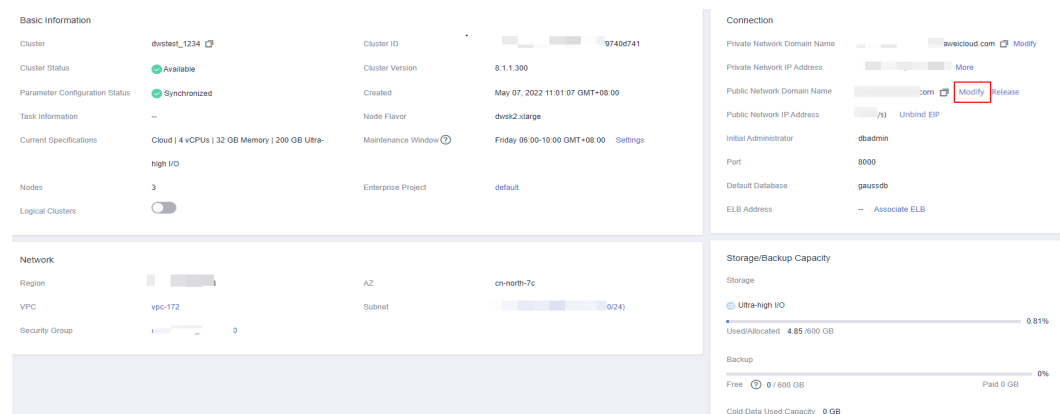 Basic Information
Cluster dwstest_1234 Cluster ID 9740d741
Cluster Status Available Cluster Version 8.1.1.300
Parameter Configuration Status Synchronized Created May 07, 2022 11:01:07 GMT+08:00
Task Information -- Node Flavor dwsk2.xlarge
Current Specifications Cloud | 4 vCPUs | 32 GB Memory | 200 GB Ultra- Maintenance Window Friday 06:00-10:00 GMT+08:00 Settings
high I/O
Nodes 3 Enterprise Project default
Logical Clusters
Connection
Private Network Domain Name aweicloud.com Modify
Private Network IP Address More
Public Network Domain Name com Modify Release
Public Network IP Address /s) Unbind EIP
Initial Administrator dbadmin
Port 8000
Default Database gaussdb
ELB Address -- Associate ELB
Network
Region AZ cn-north-7c
VPC vpc-172 Subnet 0/24)
Security Group
Storage/Backup Capacity
Storage
Ultra-high I/O
0.81%
Used/Allocated 4.85 /600 GB
Backup
0%
Free 0 / 600 GB Paid 0 GB
Cold Data Used Capacity 0 GB